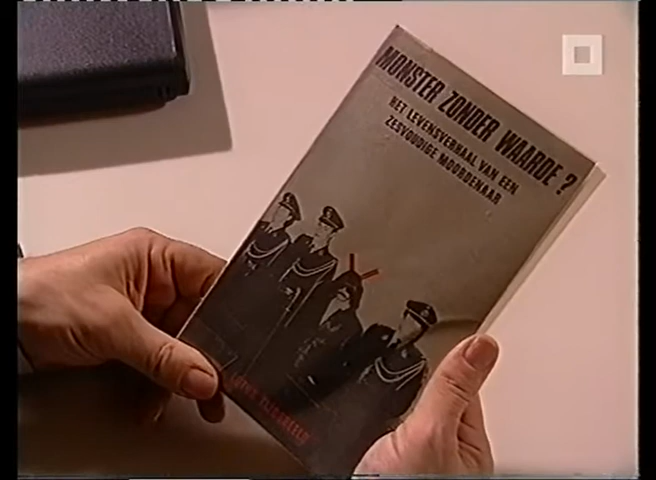 MONSTER ZONDER WAARDE?
HET LEVENSVERHAAL VAN EEN
ZESVOUDIGE MOORDENAAR